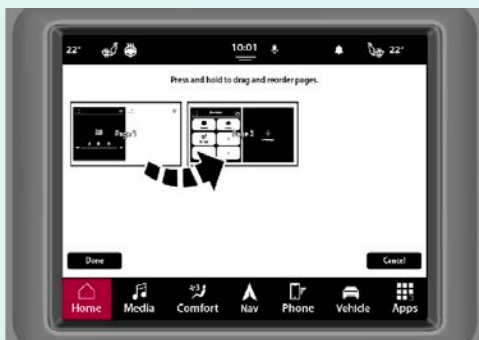 22° 10:01 22°
Press and hold to drag and reorder pages.
Page 1 Page 2
Done Cancel
Home Media Comfort Nav Phone Vehicle Apps